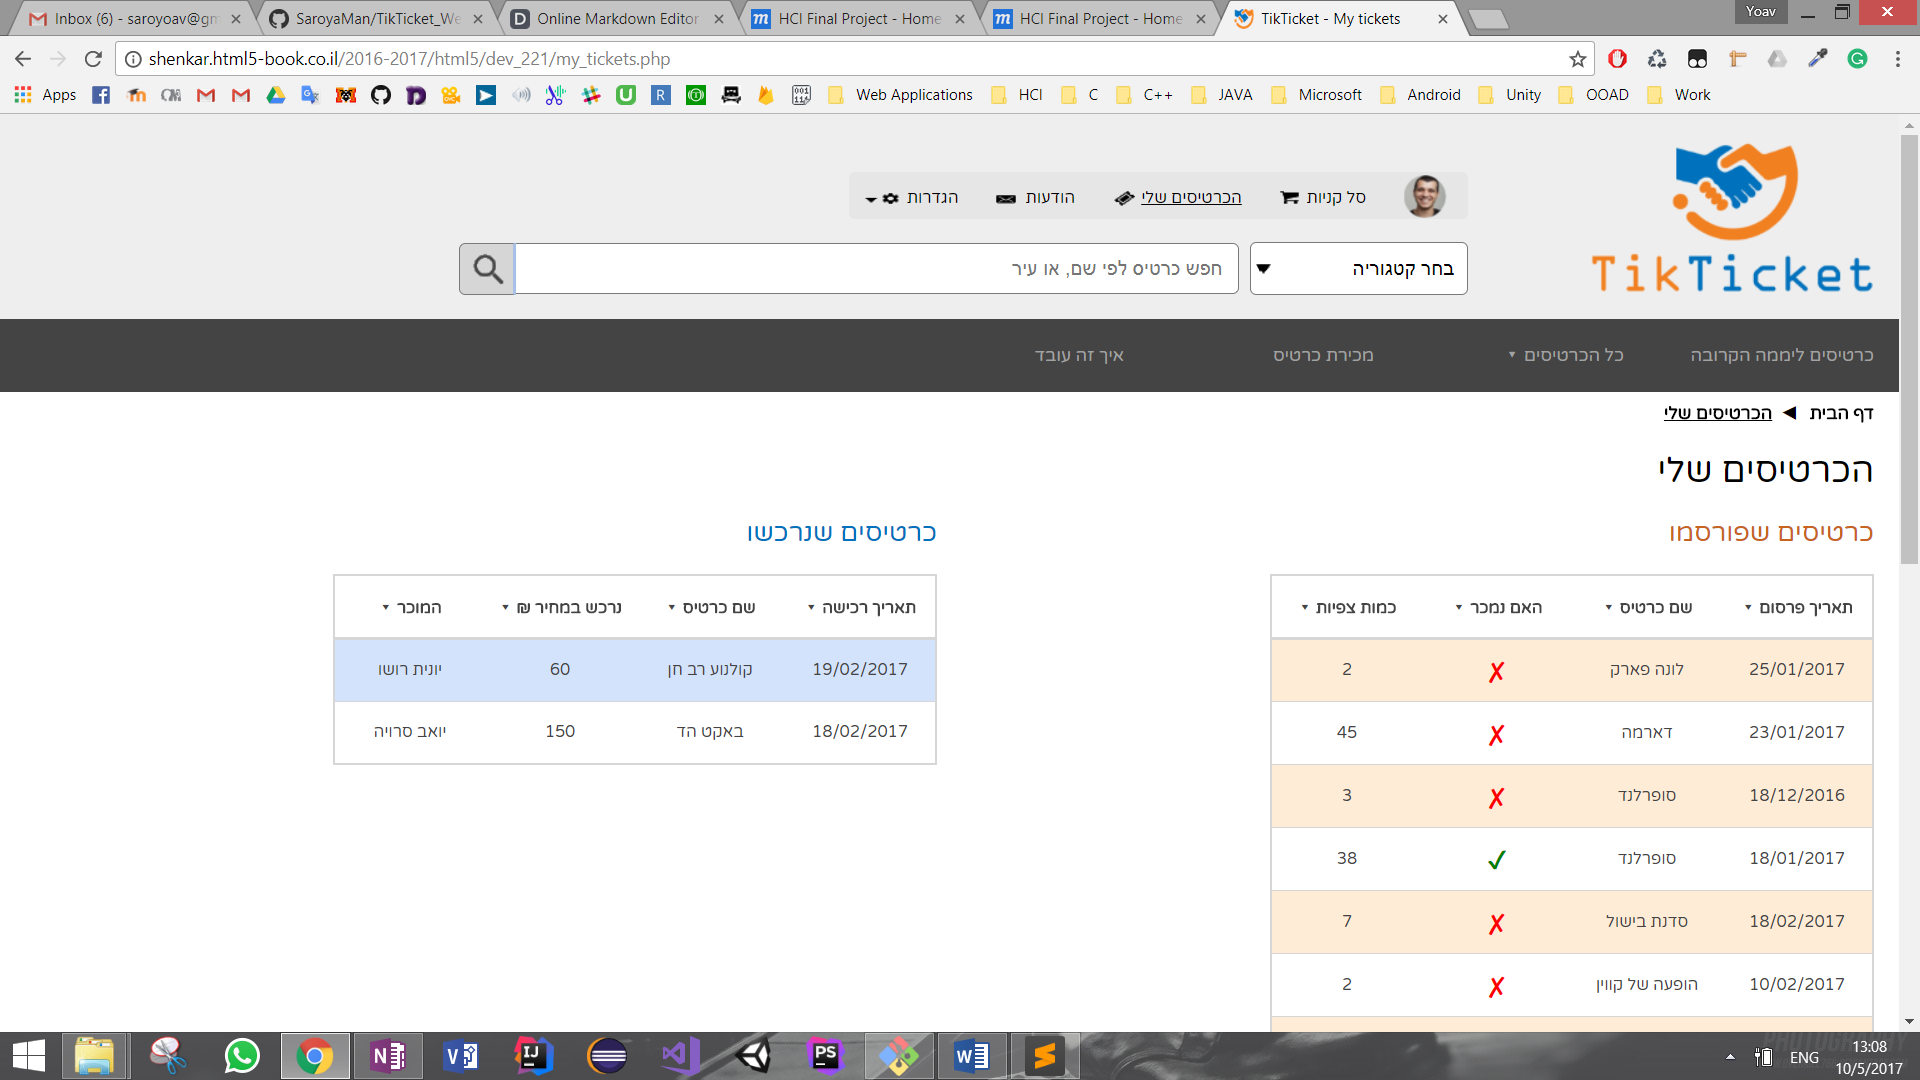 Inbox (6) - saroyoav@gm
SaroyaMan/TikTicket_We
Online Markdown Editor
HCI Final Project - Home
HCI Final Project - Home
TikTicket - My tickets
Yoav
shenkar.html5-book.co.il/2016-2017/html5/dev_221/my_tickets.php
Apps Web Applications HCI C C++ JAVA Microsoft Android Unity OOAD Work
סל קניות הכרטיסים שלי הודעות הגדרות
TikTicket
בחר קטגוריה חפש כרטיס לפי שם, או עיר
כרטיסים ליממה הקרובה כל הכרטיסים מכירת כרטיס איך זה עובד
דף הבית ◄ הכרטיסים שלי
הכרטיסים שלי
כרטיסים שפורסמו
תאריך פרסום שם כרטיס האם נמכר כמות צפיות
25/01/2017 לונה פארק ✗ 2
23/01/2017 דארמה ✗ 45
18/12/2016 סופרלנד ✗ 3
18/01/2017 סופרלנד ✓ 38
18/02/2017 סדנת בישול ✗ 7
10/02/2017 הופעה של קווין ✗ 2
כרטיסים שנרכשו
תאריך רכישה שם כרטיס נרכש במחיר ₪ המוכר
19/02/2017 קולנוע רב חן 60 יונית רושו
18/02/2017 באקט הד 150 יואב סרויה
ENG
13:08
10/5/2017